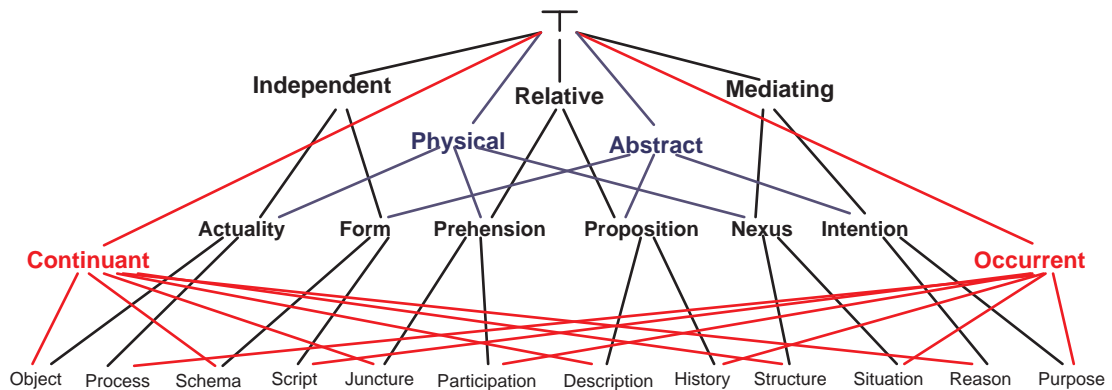 T
Independent
Relative
Mediating
Physical
Abstract
Actuality
Form
Prehension
Proposition
Nexus
Intention
Continuant
Occurrent
Object
Process
Schema
Script
Juncture
Participation
Description
History
Structure
Situation
Reason
Purpose